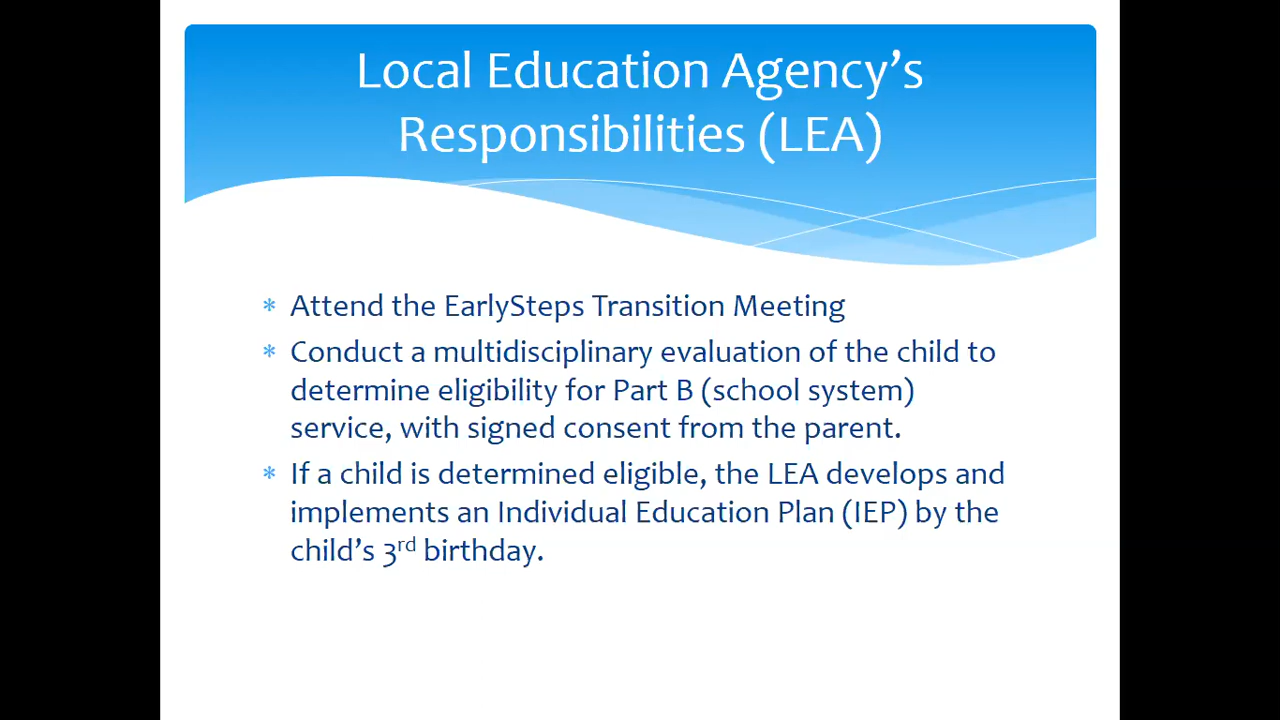 Local Education Agency’s
Responsibilities (LEA)
* Attend the EarlySteps Transition Meeting
* Conduct a multidisciplinary evaluation of the child to
determine eligibility for Part B (school system)
service, with signed consent from the parent.
* If a child is determined eligible, the LEA develops and
implements an Individual Education Plan (IEP) by the
child’s 3rd birthday.